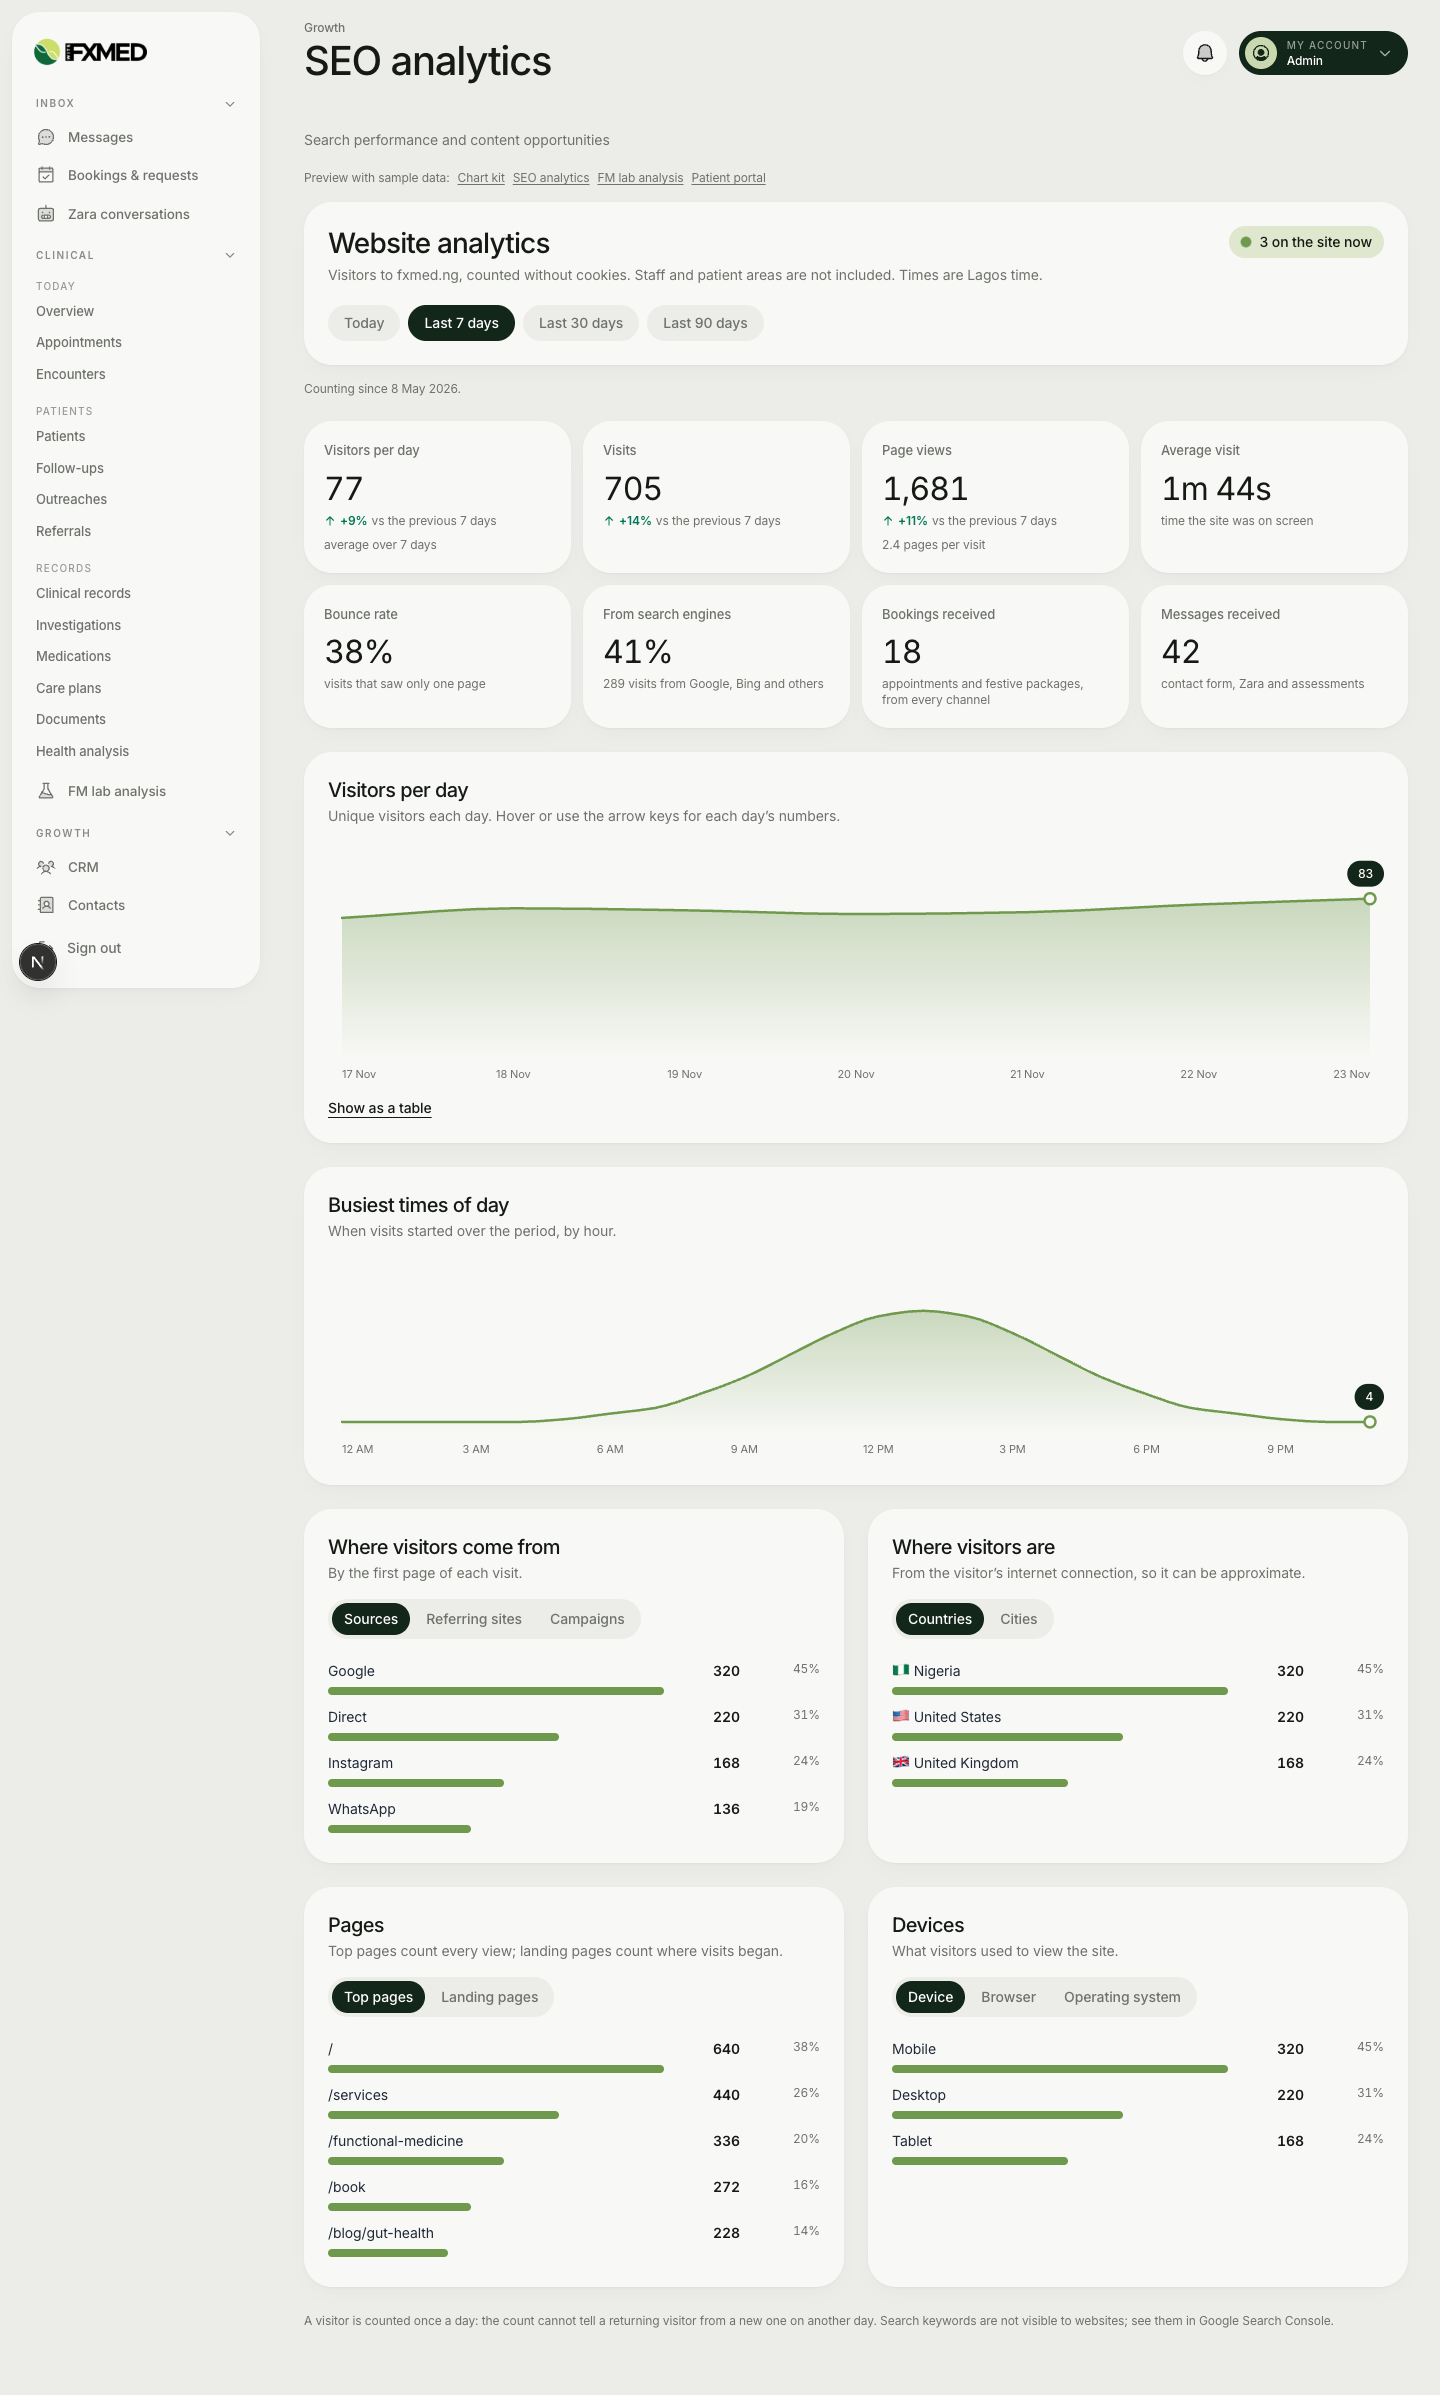 FXMED
INBOX
Messages
Bookings & requests
Zara conversations
CLINICAL
TODAY
Overview
Appointments
Encounters
PATIENTS
Patients
Follow-ups
Outreaches
Referrals
RECORDS
Clinical records
Investigations
Medications
Care plans
Documents
Health analysis
FM lab analysis
GROWTH
CRM
Contacts
Sign out
N
Growth
SEO analytics
MY ACCOUNT
Admin
Search performance and content opportunities
Preview with sample data: Chart kit SEO analytics FM lab analysis Patient portal
Website analytics
3 on the site now
Visitors to fxmed.ng, counted without cookies. Staff and patient areas are not included. Times are Lagos time.
Today Last 7 days Last 30 days Last 90 days
Counting since 8 May 2026.
Visitors per day
77
↑ +9% vs the previous 7 days
average over 7 days
Visits
705
↑ +14% vs the previous 7 days
Page views
1,681
↑ +11% vs the previous 7 days
2.4 pages per visit
Average visit
1m 44s
time the site was on screen
Bounce rate
38%
visits that saw only one page
From search engines
41%
289 visits from Google, Bing and others
Bookings received
18
appointments and festive packages,
from every channel
Messages received
42
contact form, Zara and assessments
Visitors per day
Unique visitors each day. Hover or use the arrow keys for each day’s numbers.
83
17 Nov 18 Nov 19 Nov 20 Nov 21 Nov 22 Nov 23 Nov
Show as a table
Busiest times of day
When visits started over the period, by hour.
4
12 AM 3 AM 6 AM 9 AM 12 PM 3 PM 6 PM 9 PM
Where visitors come from
By the first page of each visit.
Sources Referring sites Campaigns
Google 320 45%
Direct 220 31%
Instagram 168 24%
WhatsApp 136 19%
Where visitors are
From the visitor’s internet connection, so it can be approximate.
Countries Cities
Nigeria 320 45%
United States 220 31%
United Kingdom 168 24%
Pages
Top pages count every view; landing pages count where visits began.
Top pages Landing pages
/ 640 38%
/services 440 26%
/functional-medicine 336 20%
/book 272 16%
/blog/gut-health 228 14%
Devices
What visitors used to view the site.
Device Browser Operating system
Mobile 320 45%
Desktop 220 31%
Tablet 168 24%
A visitor is counted once a day: the count cannot tell a returning visitor from a new one on another day. Search keywords are not visible to websites; see them in Google Search Console.